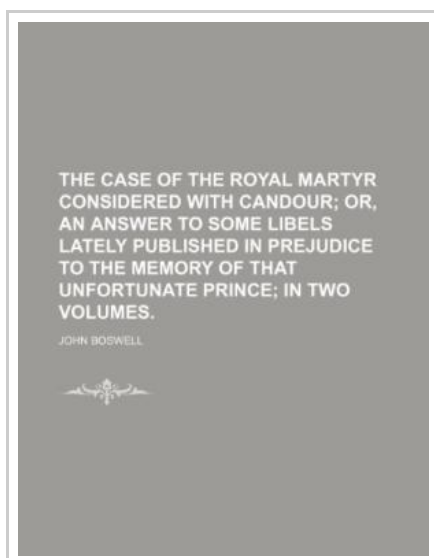 THE CASE OF THE ROYAL MARTYR
CONSIDERED WITH CANDOUR; OR,
AN ANSWER TO SOME LIBELS
LATELY PUBLISHED IN PREJUDICE
TO THE MEMORY OF THAT
UNFORTUNATE PRINCE; IN TWO
VOLUMES.
JOHN BOSWELL